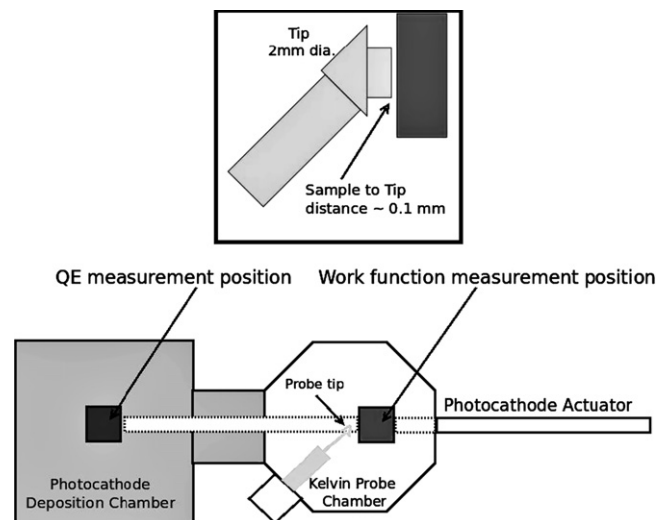 Tip
2mm dia.
Sample to Tip
distance ~ 0.1 mm
QE measurement position
Work function measurement position
Probe tip
Photocathode Actuator
Photocathode
Deposition Chamber
Kelvin Probe
Chamber